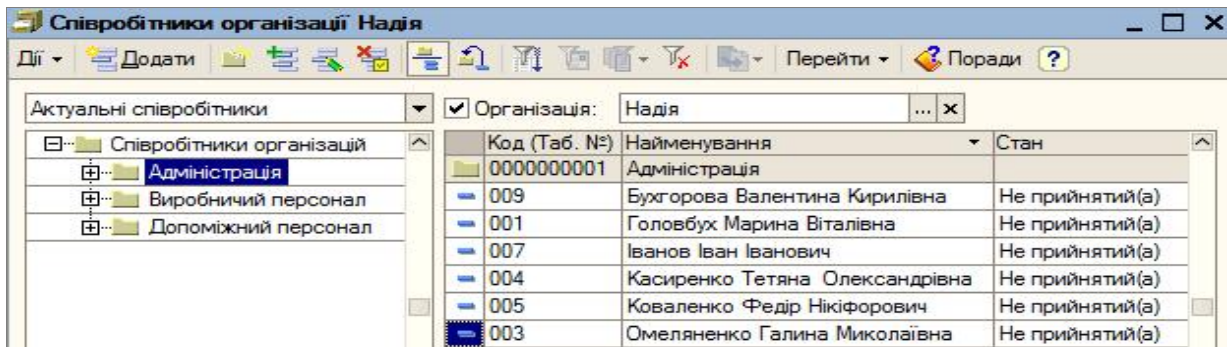 Співробітники організації Надія
Дії Додати Перейти Поради ?
Актуальні співробітники Організація: Надія ... x
Співробітники організацій
Адміністрація
Виробничий персонал
Допоміжний персонал
Код (Таб. №) Найменування Стан
0000000001 Адміністрація
009 Бухгорова Валентина Кирилівна Не прийнятий(а)
001 Головбух Марина Віталівна Не прийнятий(а)
007 Іванов Іван Іванович Не прийнятий(а)
004 Касиренко Тетяна Олександрівна Не прийнятий(а)
005 Коваленко Федір Нікіфорович Не прийнятий(а)
003 Омеляненко Галина Миколаївна Не прийнятий(а)